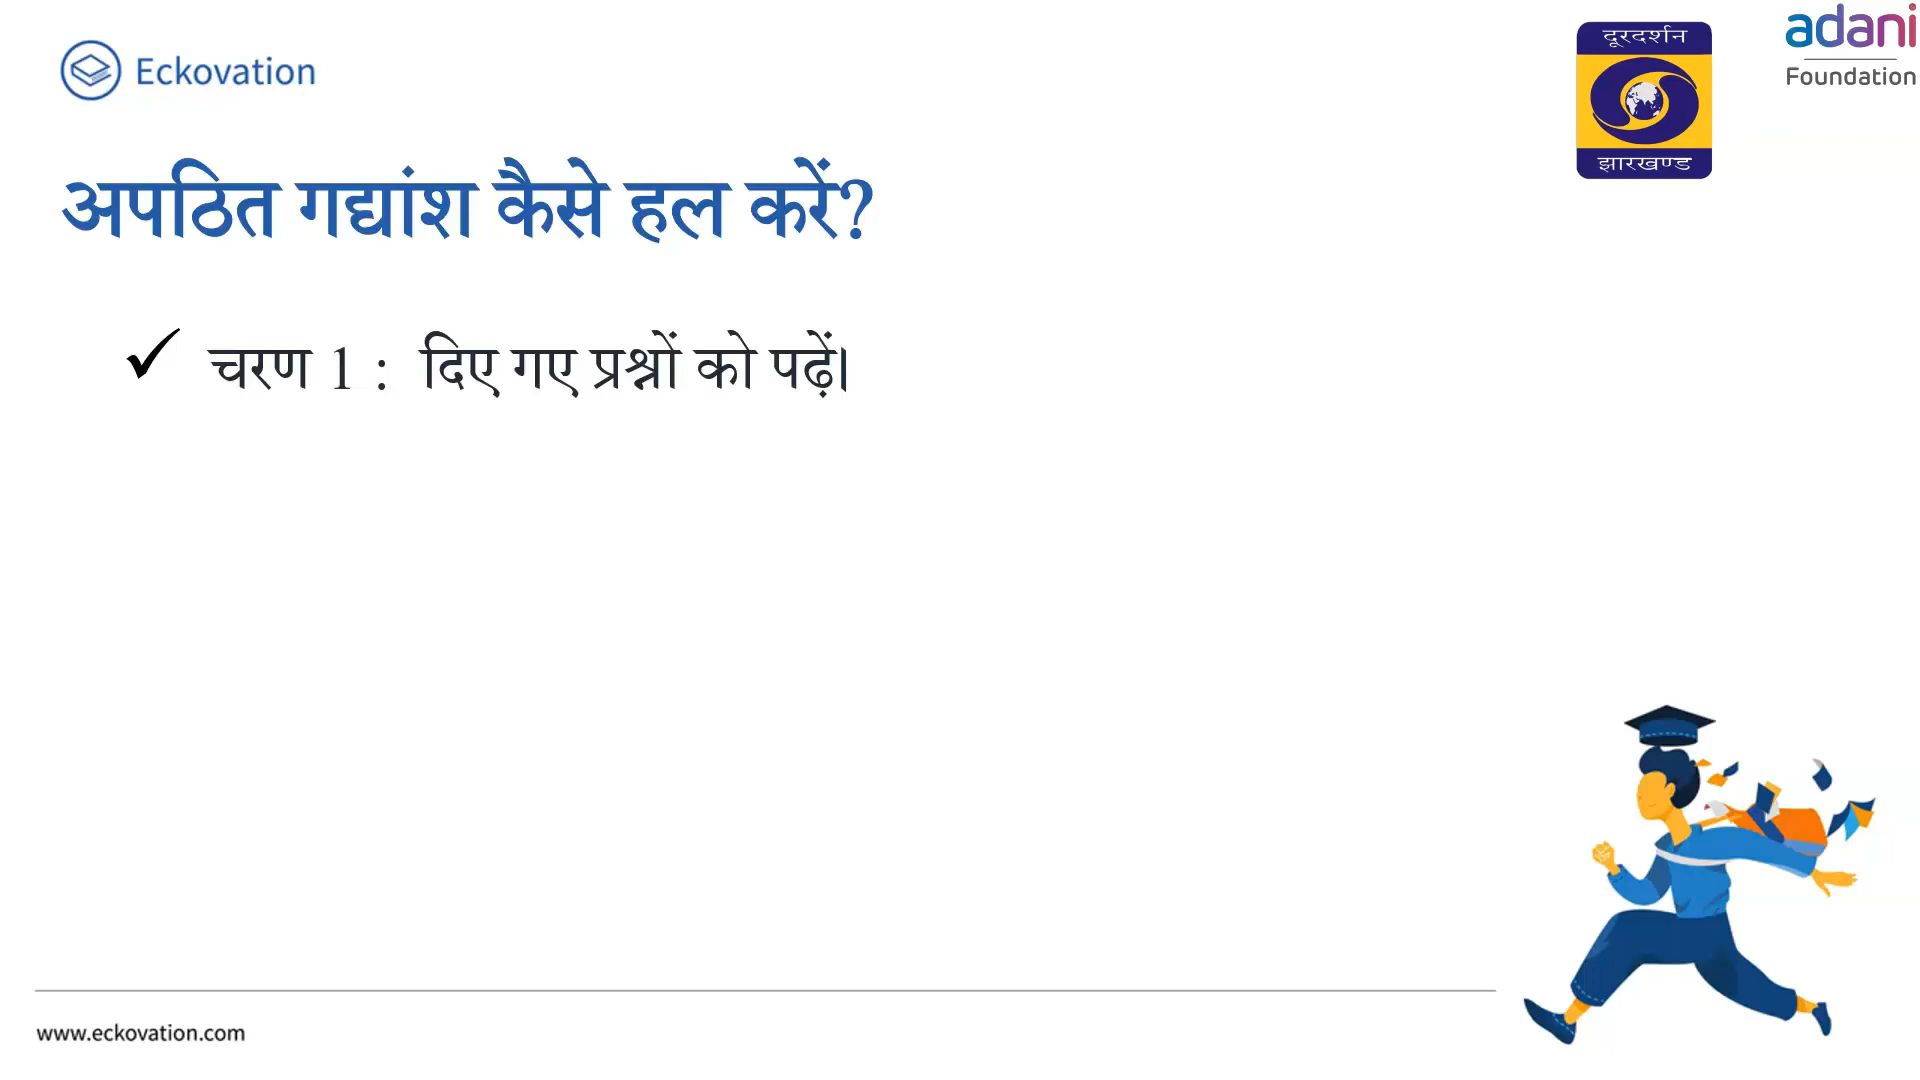 Eckovation
दूरदर्शन
झारखण्ड
adani
Foundation
अपठित गद्यांश कैसे हल करें?
✓ चरण 1 : दिए गए प्रश्नों को पढ़ें।
www.eckovation.com